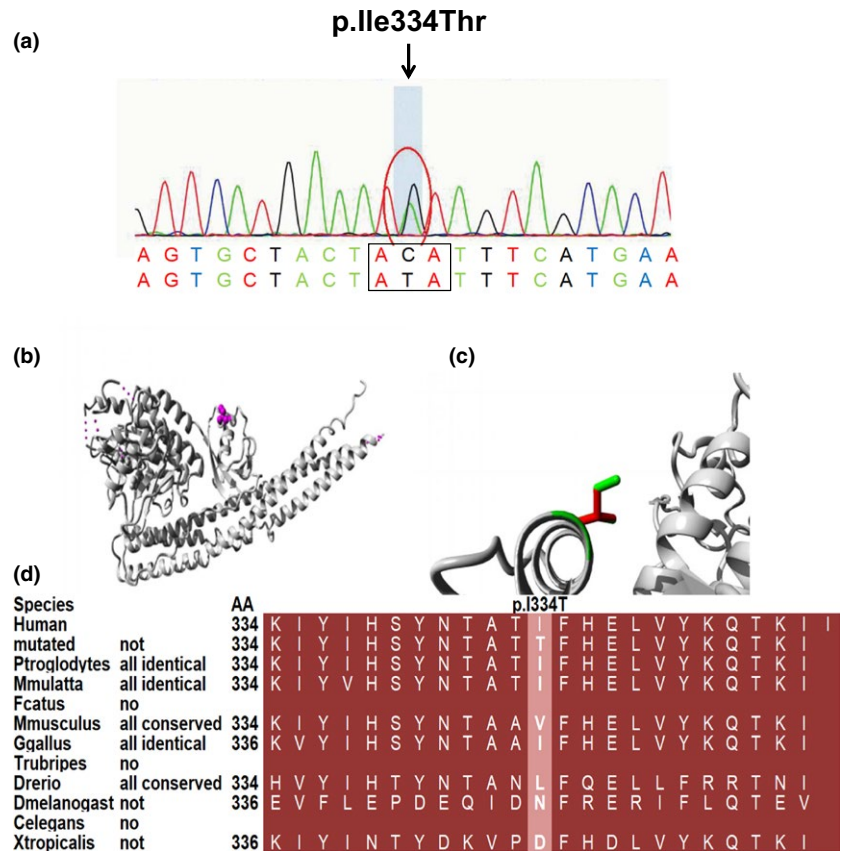 p.Ile334Thr
(a)
A G T G C T A C T A C A T T T C A T G A A
A G T G C T A C T A T A T T T C A T G A A
(b)
(c)
(d)
Species AA p.I334T
Human 334 K I Y I H S Y N T A T I F H E L V Y K Q T K I I
mutated not 334 K I Y I H S Y N T A T T F H E L V Y K Q T K I
Ptroglodytes all identical 334 K I Y I H S Y N T A T I F H E L V Y K Q T K I
Mmulatta all identical 334 K I Y V H S Y N T A T I F H E L V Y K Q T K I
Fcatus no
Mmusculus all conserved 334 K I Y I H S Y N T A A V F H E L V Y K Q T K I
Ggallus all identical 336 K V Y I H S Y N T A A I F H E L V Y K Q T K I
Trubripes no
Drerio all conserved 334 H V Y I H T Y N T A N L F Q E L L F R R T N I
Dmelanogast not 336 E V F L E P D E Q I D N F R E R I F L Q T E V
Celegans no
Xtropicalis not 336 K I Y I N T Y D K V P D F H D L V Y K Q T K I